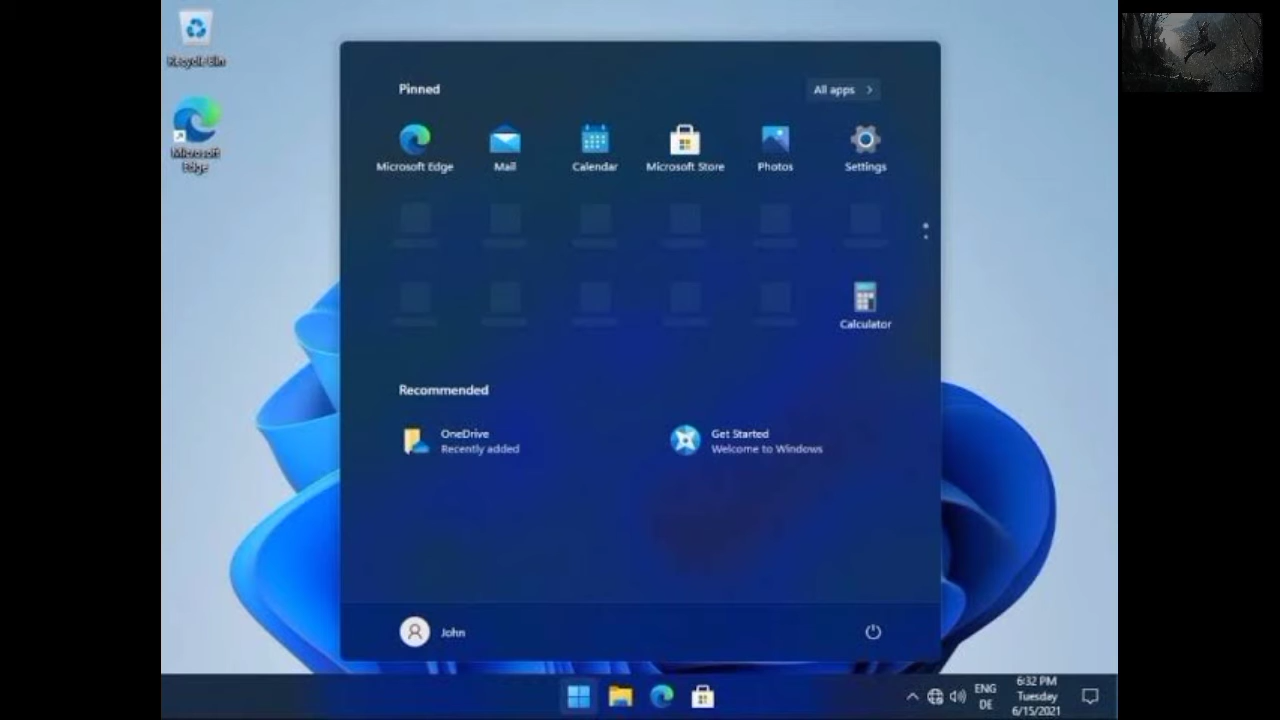 Recycle Bin
Microsoft
Edge
Pinned
All apps
Microsoft Edge
Mail
Calendar
Microsoft Store
Photos
Settings
Calculator
Recommended
OneDrive
Recently added
Get Started
Welcome to Windows
John
ENG
DE
6:32 PM
Tuesday
6/15/2021